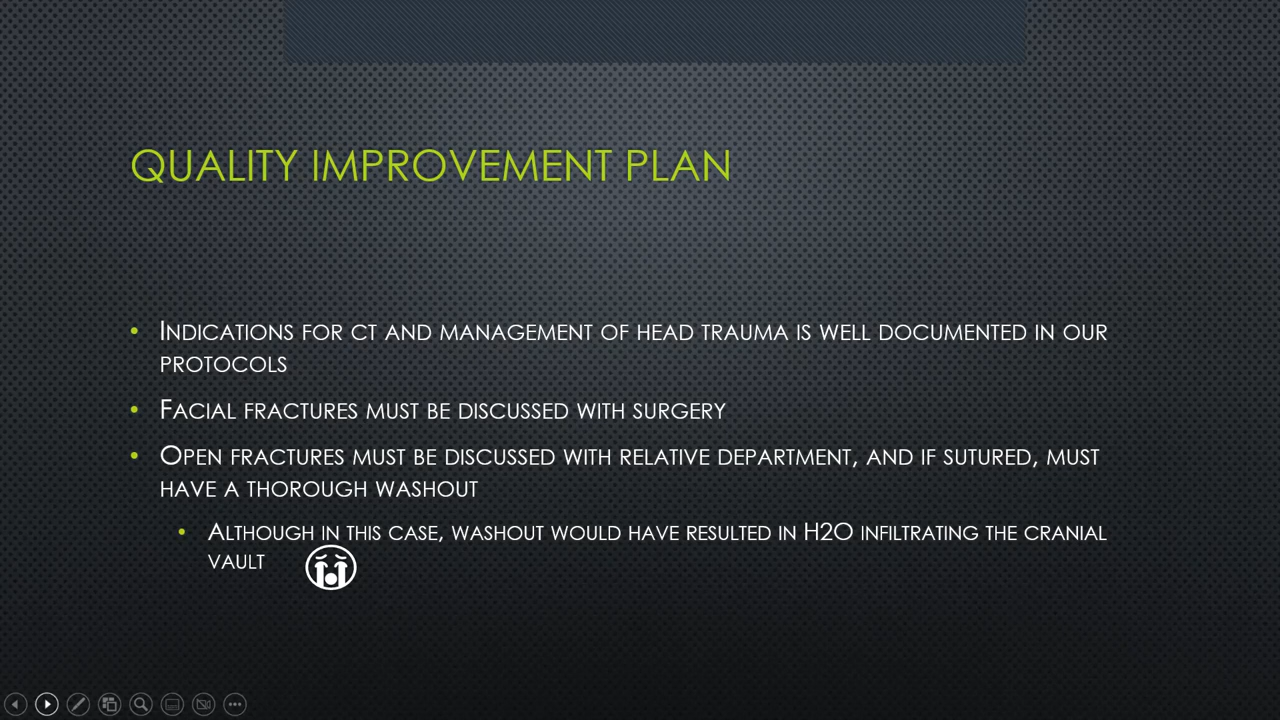 QUALITY IMPROVEMENT PLAN
• INDICATIONS FOR CT AND MANAGEMENT OF HEAD TRAUMA IS WELL DOCUMENTED IN OUR
PROTOCOLS
• FACIAL FRACTURES MUST BE DISCUSSED WITH SURGERY
• OPEN FRACTURES MUST BE DISCUSSED WITH RELATIVE DEPARTMENT, AND IF SUTURED, MUST
HAVE A THOROUGH WASHOUT
• ALTHOUGH IN THIS CASE, WASHOUT WOULD HAVE RESULTED IN H2O INFILTRATING THE CRANIAL
VAULT 😭